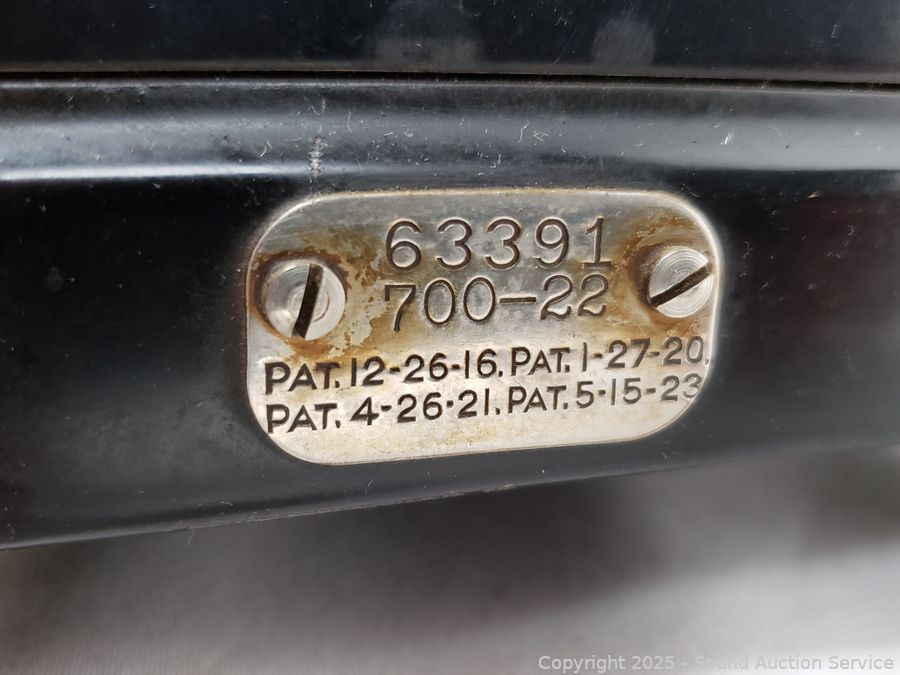 63391
700-22
PAT. 12-26-16. PAT. 1-27-20.
PAT. 4-26-21. PAT. 5-15-23
Copyright © 2025 - Sound Auction Service